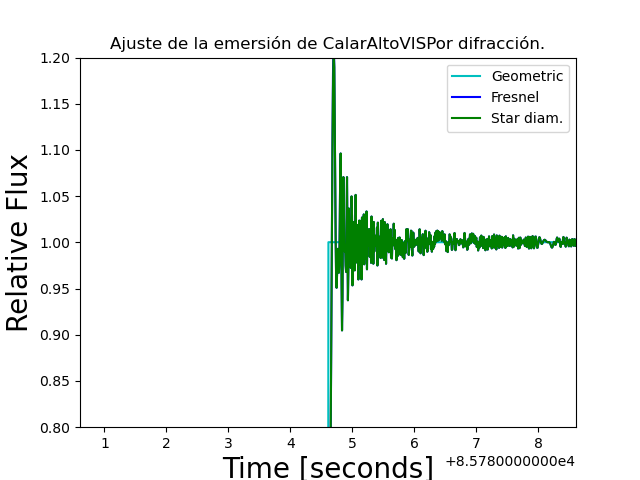 Ajuste de la emersión de CalarAltoVISPor difracción.
Relative Flux
1.20
1.15
1.10
1.05
1.00
0.95
0.90
0.85
0.80
Geometric
Fresnel
Star diam.
1 2 3 4 5 6 7 8
+8.5780000000e4
Time [seconds]